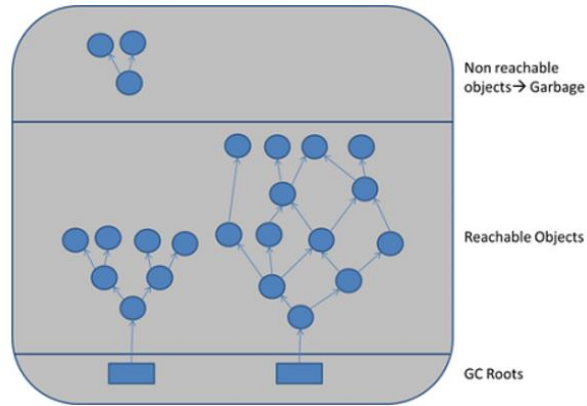 Non reachable
objects→ Garbage
Reachable Objects
GC Roots